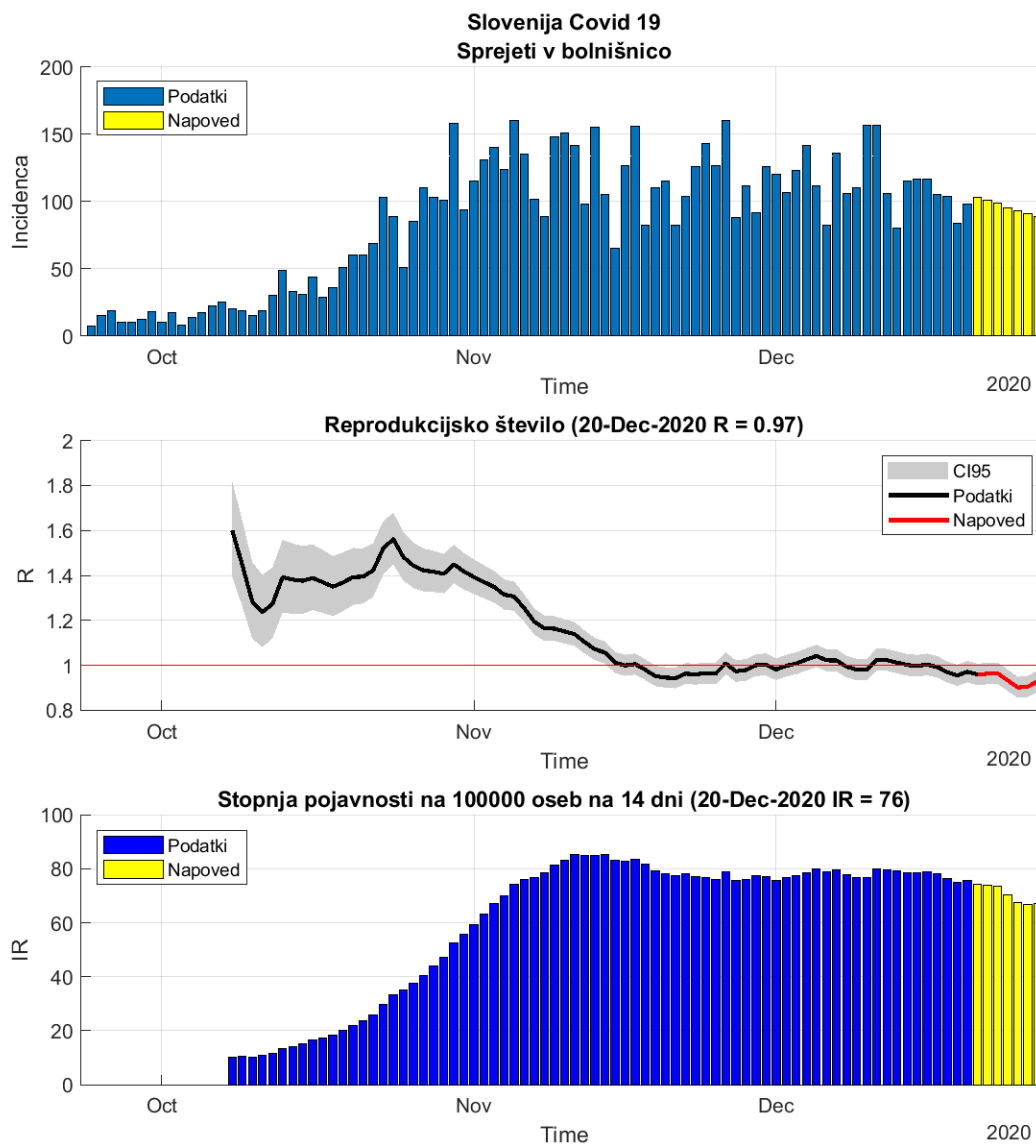 Slovenija Covid 19
Sprejeti v bolnišnico
200
150
100
50
0
Incidenca
Podatki
Napoved
Oct
Nov
Dec
Time
2020
Reprodukcijsko število (20-Dec-2020 R = 0.97)
2
1.8
1.6
1.4
1.2
1
0.8
R
CI95
Podatki
Napoved
Oct
Nov
Dec
Time
2020
Stopnja pojavnosti na 100000 oseb na 14 dni (20-Dec-2020 IR = 76)
100
80
60
40
20
0
IR
Podatki
Napoved
Oct
Nov
Dec
Time
2020